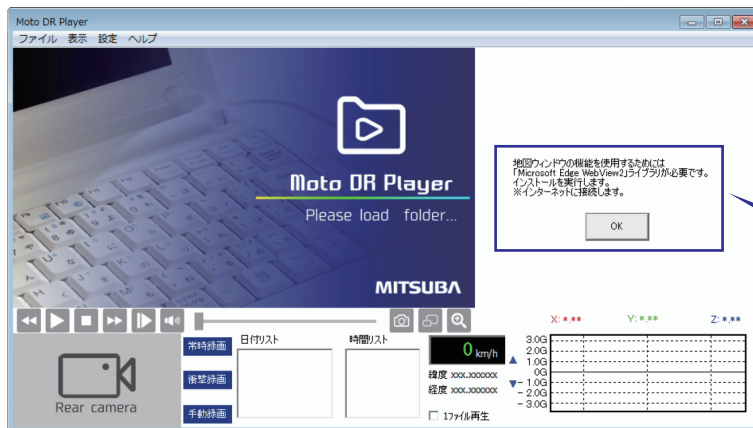 Moto DR Player
ファイル 表示 設定 ヘルプ
Moto DR Player
Please load folder...
MITSUBA
地図ウィンドウの機能を使用するためには
「Microsoft Edge WebView2」ライブラリが必要です。
インストールを実行します。
※インターネットに接続します。
OK
X: *.** Y: *.** Z: *.**
常時録画 日付リスト 時間リスト
衝撃録画
手動録画
Rear camera
0 km/h
緯度 xxx.xxxxxx
経度 xxx.xxxxxx
1ファイル再生
3.0G
2.0G
1.0G
0G
- 1.0G
- 2.0G
- 3.0G